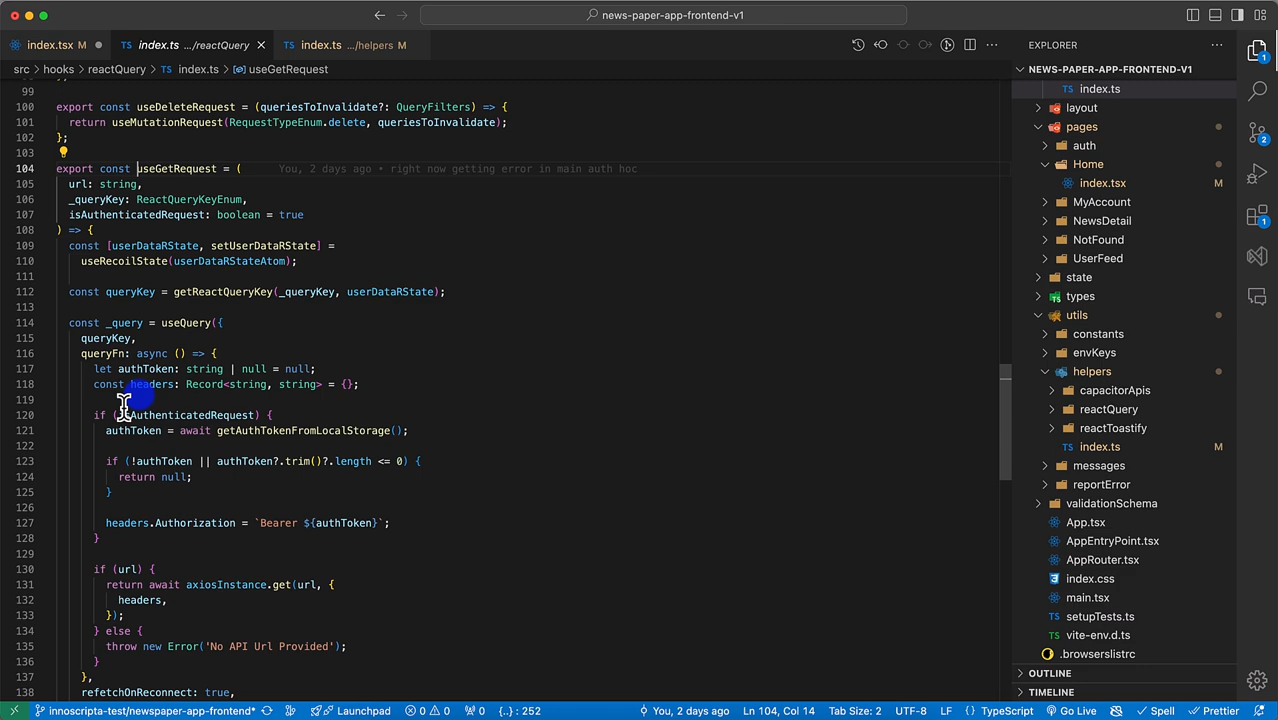 news-paper-app-frontend-v1
index.tsx M
index.ts .../reactQuery
index.ts .../helpers M
EXPLORER
src > hooks > reactQuery > index.ts > useGetRequest
NEWS-PAPER-APP-FRONTEND-V1
99
100 export const useDeleteRequest = (queriesToInvalidate?: QueryFilters) => {
101 return useMutationRequest(RequestTypeEnum.delete, queriesToInvalidate);
102 };
103
104 export const useGetRequest = ( You, 2 days ago • right now getting error in main auth hoc
105 url: string,
106 _queryKey: ReactQueryKeyEnum,
107 isAuthenticatedRequest: boolean = true
108 ) => {
109 const [userDataRState, setUserDataRState] =
110 useRecoilState(userDataRStateAtom);
111
112 const queryKey = getReactQueryKey(_queryKey, userDataRState);
113
114 const _query = useQuery({
115 queryKey,
116 queryFn: async () => {
117 let authToken: string | null = null;
118 const headers: Record<string, string> = {};
119
120 if (isAuthenticatedRequest) {
121 authToken = await getAuthTokenFromLocalStorage();
122
123 if (!authToken || authToken?.trim()?.length <= 0) {
124 return null;
125 }
126
127 headers.Authorization = `Bearer ${authToken}`;
128 }
129
130 if (url) {
131 return await axiosInstance.get(url, {
132 headers,
133 });
134 } else {
135 throw new Error('No API Url Provided');
136 }
137 },
138 refetchOnReconnect: true,
index.ts
layout
pages
auth
Home
index.tsx M
MyAccount
NewsDetail
NotFound
UserFeed
state
types
utils
constants
envKeys
helpers
capacitorApis
reactQuery
reactToastify
index.ts M
messages
reportError
validationSchema
App.tsx
AppEntryPoint.tsx
AppRouter.tsx
index.css
main.tsx
setupTests.ts
vite-env.d.ts
.browserslistrc
OUTLINE
TIMELINE
1
2
1
innoscripta-test/newspaper-app-frontend* Launchpad 0 0 0 {..} : 252 You, 2 days ago Ln 104, Col 14 Tab Size: 2 UTF-8 LF {} TypeScript Go Live Spell Prettier